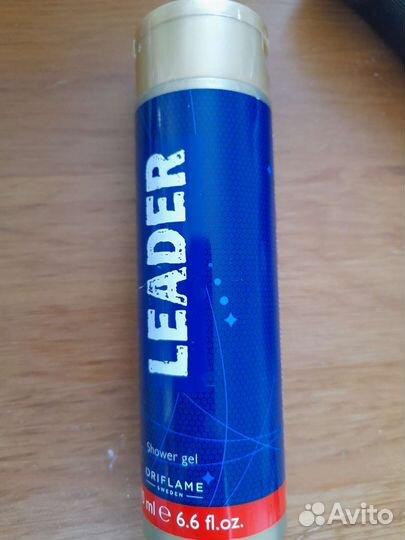 LEADER
Shower gel
ORIFLAME
SWEDEN
ml e 6.6 fl.oz.
Avito